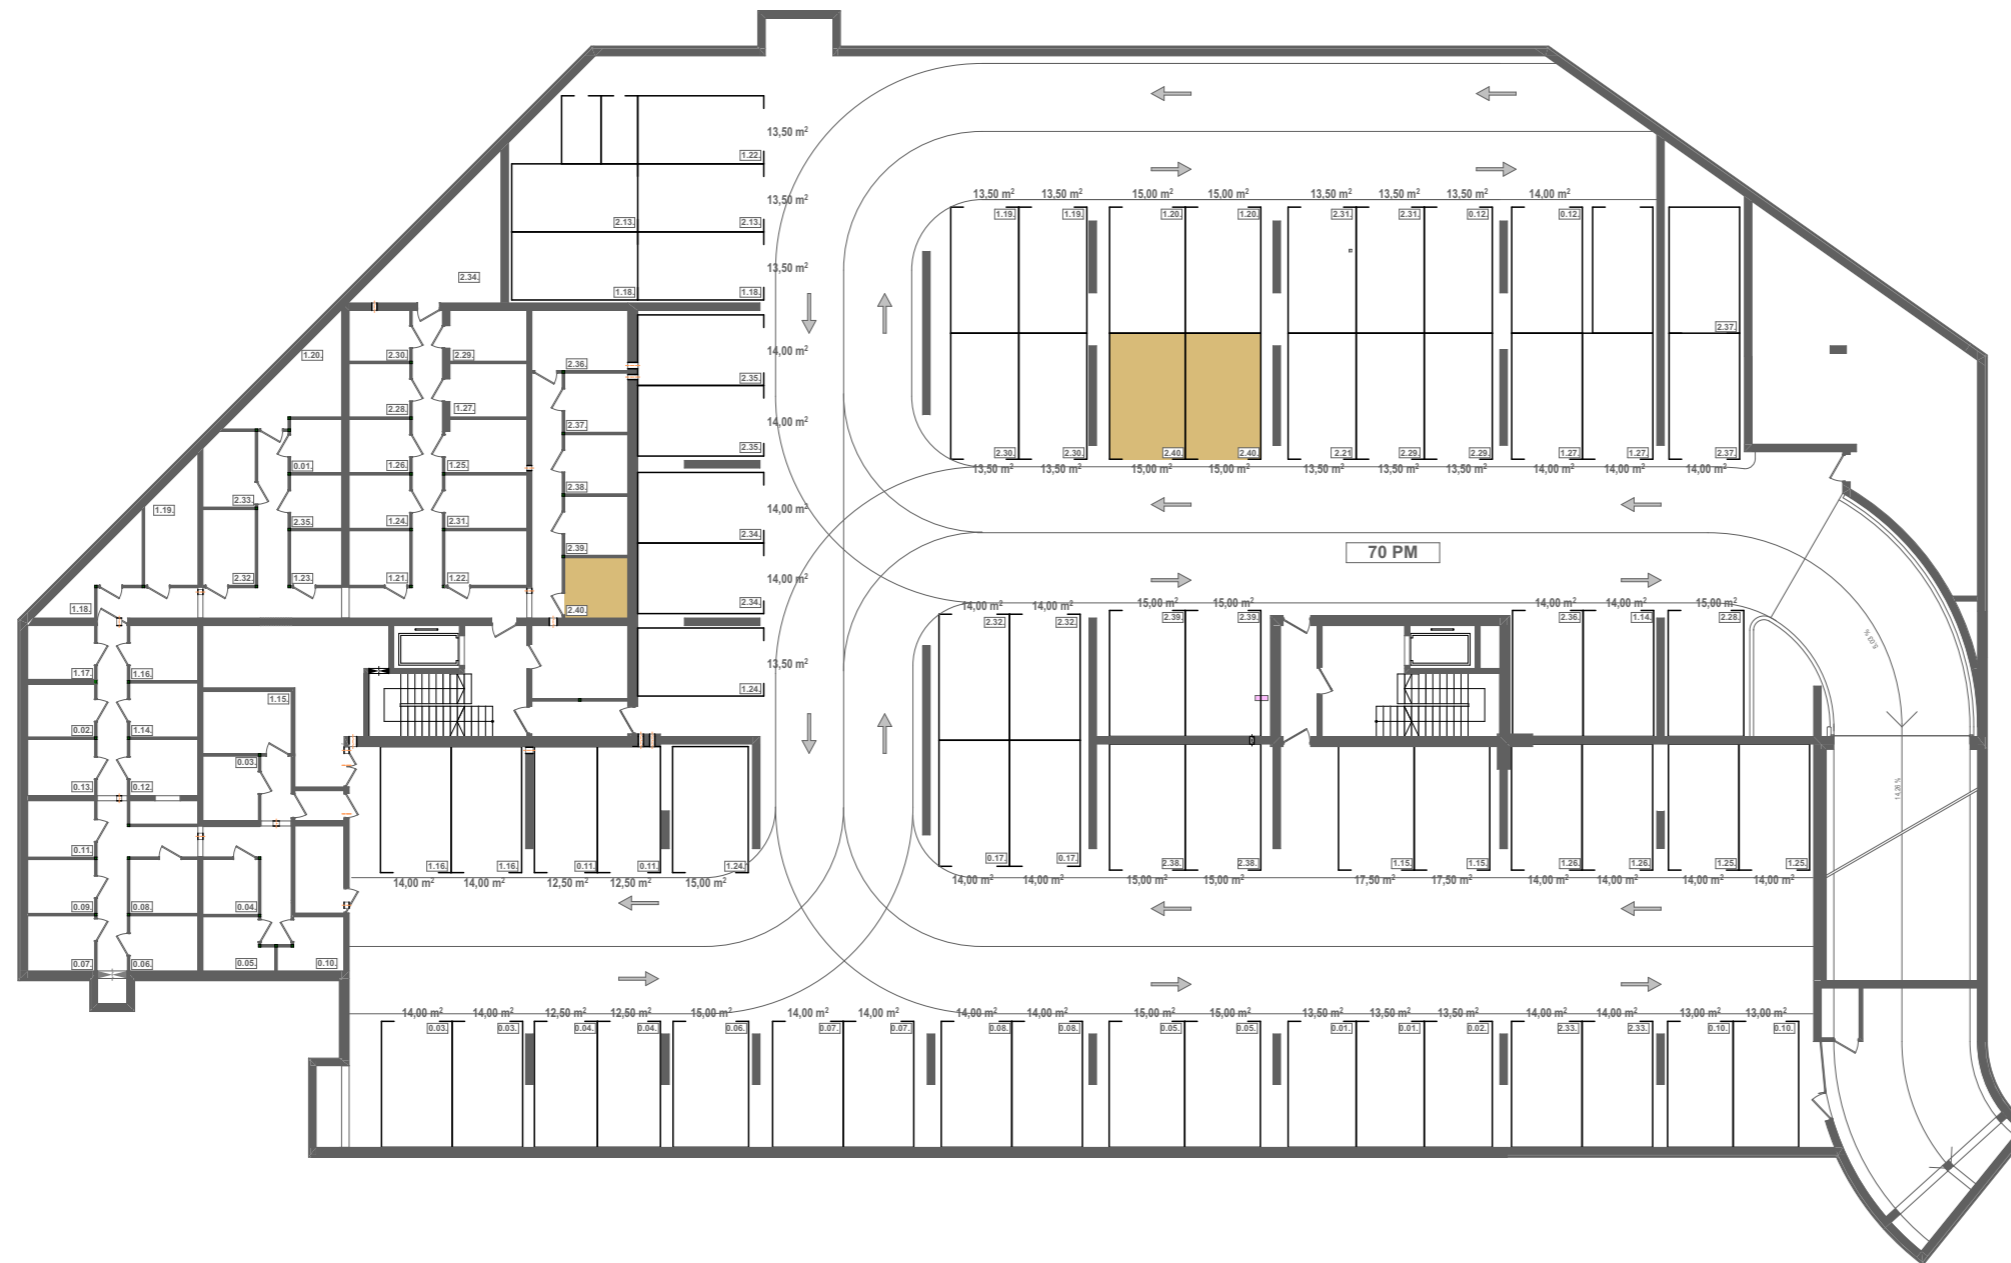 13,50 m²
1.22
13,50 m²
13,50 m² 13,50 m² 15,00 m² 15,00 m² 13,50 m² 13,50 m² 13,50 m² 14,00 m²
1.19. 1.19. 1.20. 1.20. 2.31. 2.31. 0.12. 0.12.
2.13. 2.13.
13,50 m²
2.34.
1.18. 1.18.
2.37.
14,00 m²
1.20. 2.30. 2.29. 2.36.
2.35.
2.28. 1.27. 2.37.
14,00 m²
2.35.
2.30. 2.30. 2.40. 2.40. 2.21 2.29. 2.29. 1.27. 1.27. 2.37.
13,50 m² 13,50 m² 15,00 m² 15,00 m² 13,50 m² 13,50 m² 13,50 m² 14,00 m² 14,00 m² 14,00 m²
0.01. 1.26. 1.25. 2.38.
2.33.
1.19.
14,00 m²
2.35. 1.24. 2.31.
2.34.
2.39.
70 PM
2.32. 1.23. 1.21. 1.22.
14,00 m²
1.18. 2.40.
2.34.
14,00 m² 14,00 m² 15,00 m² 15,00 m² 14,00 m² 14,00 m² 15,00 m²
2.32. 2.32. 2.39. 2.39. 2.36. 1.14. 2.28.
5.03 %
13,50 m²
1.17. 1.16.
1.24.
1.15.
0.02. 1.14.
0.03.
0.13. 0.12.
14,26 %
0.11.
1.16. 1.16. 0.11. 0.11. 1.24.
0.17. 0.17. 2.38. 2.38. 1.15. 1.15. 1.26. 1.26. 1.25. 1.25.
14,00 m² 14,00 m² 12,50 m² 12,50 m² 15,00 m²
14,00 m² 14,00 m² 15,00 m² 15,00 m² 17,50 m² 17,50 m² 14,00 m² 14,00 m² 14,00 m² 14,00 m²
0.09. 0.08. 0.04.
0.07. 0.06. 0.05. 0.10.
14,00 m² 14,00 m² 12,50 m² 12,50 m² 15,00 m² 14,00 m² 14,00 m² 14,00 m² 14,00 m² 15,00 m² 15,00 m² 13,50 m² 13,50 m² 13,50 m² 14,00 m² 14,00 m² 13,00 m² 13,00 m²
0.03. 0.03. 0.04. 0.04. 0.06. 0.07. 0.07. 0.08. 0.08. 0.05. 0.05. 0.01. 0.01. 0.02. 2.33. 2.33. 0.10. 0.10.